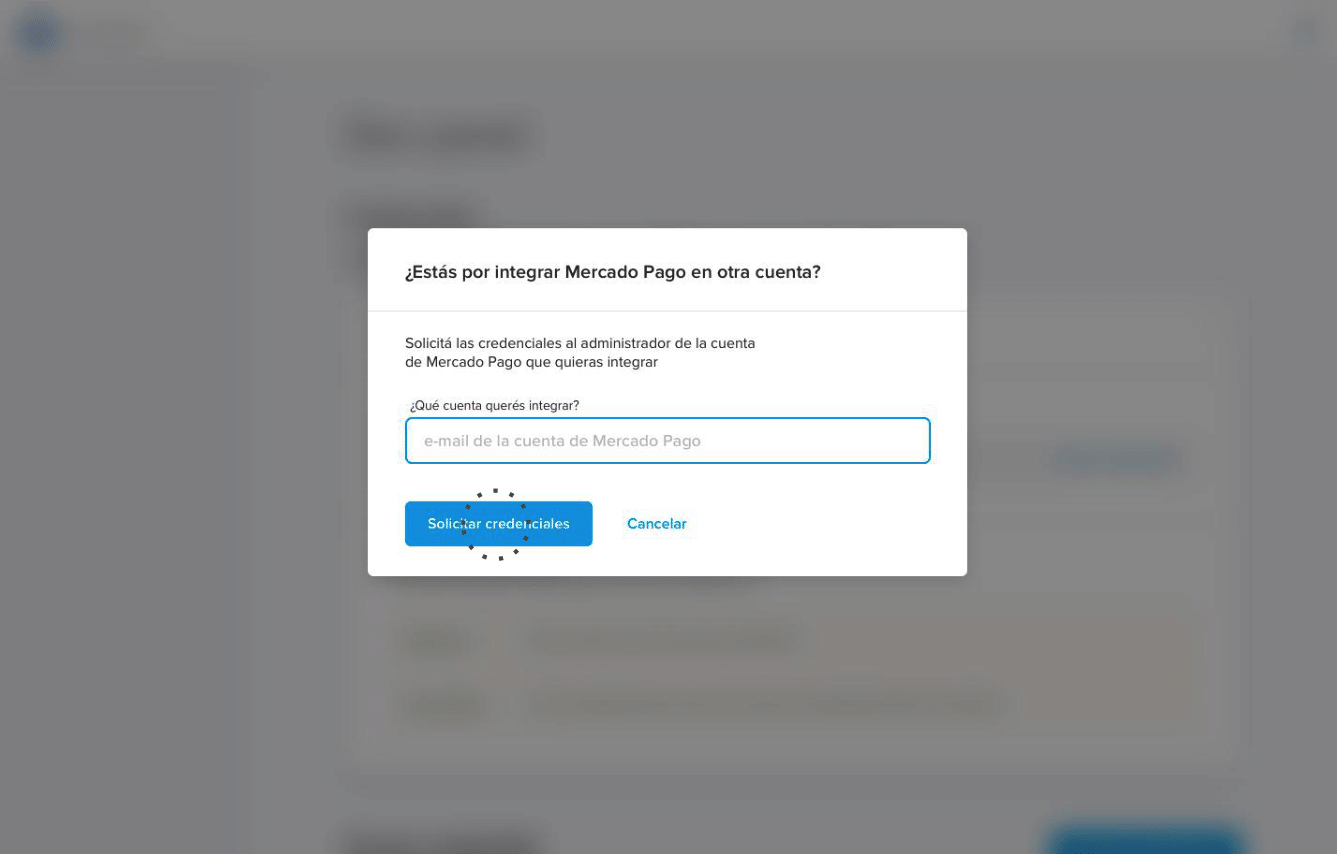 ¿Estás por integrar Mercado Pago en otra cuenta?
Solicitá las credenciales al administrador de la cuenta
de Mercado Pago que quieras integrar
¿Qué cuenta querés integrar?
e-mail de la cuenta de Mercado Pago
Solicitar credenciales
Cancelar